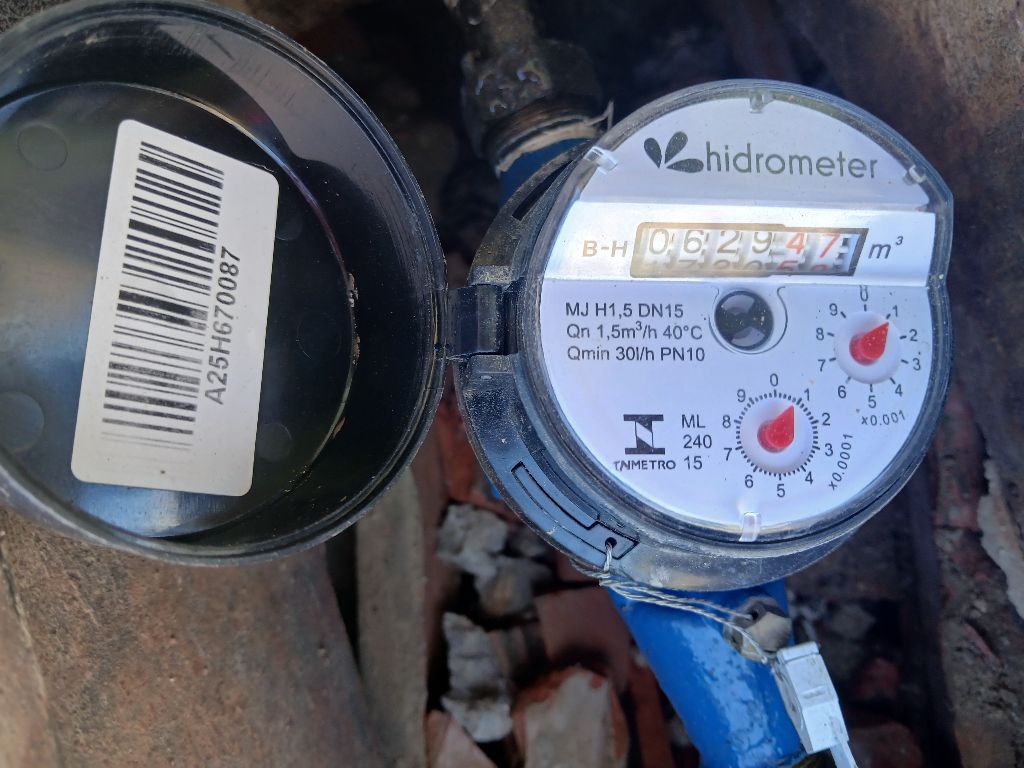 A25H670087
hidrometer
B-H 062947 m³
MJ H1,5 DN15
Qn 1,5m³/h 40°C
Qmin 30l/h PN10
0 1 2 3 4 5 6 7 8 9
x0.001
0 1 2 3 4 5 6 7 8 9
x0.0001
INMETRO
ML
240
15